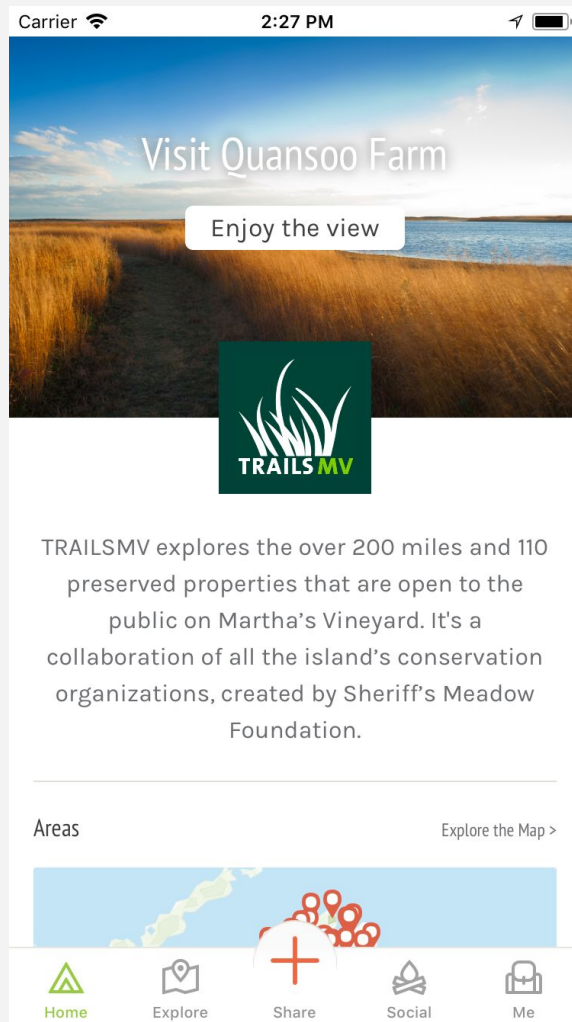 Carrier 2:27 PM
Visit Quansoo Farm
Enjoy the view
TRAILSMV
TRAILSMV explores the over 200 miles and 110
preserved properties that are open to the
public on Martha’s Vineyard. It's a
collaboration of all the island’s conservation
organizations, created by Sheriff’s Meadow
Foundation.
Areas Explore the Map >
Home Explore Share Social Me